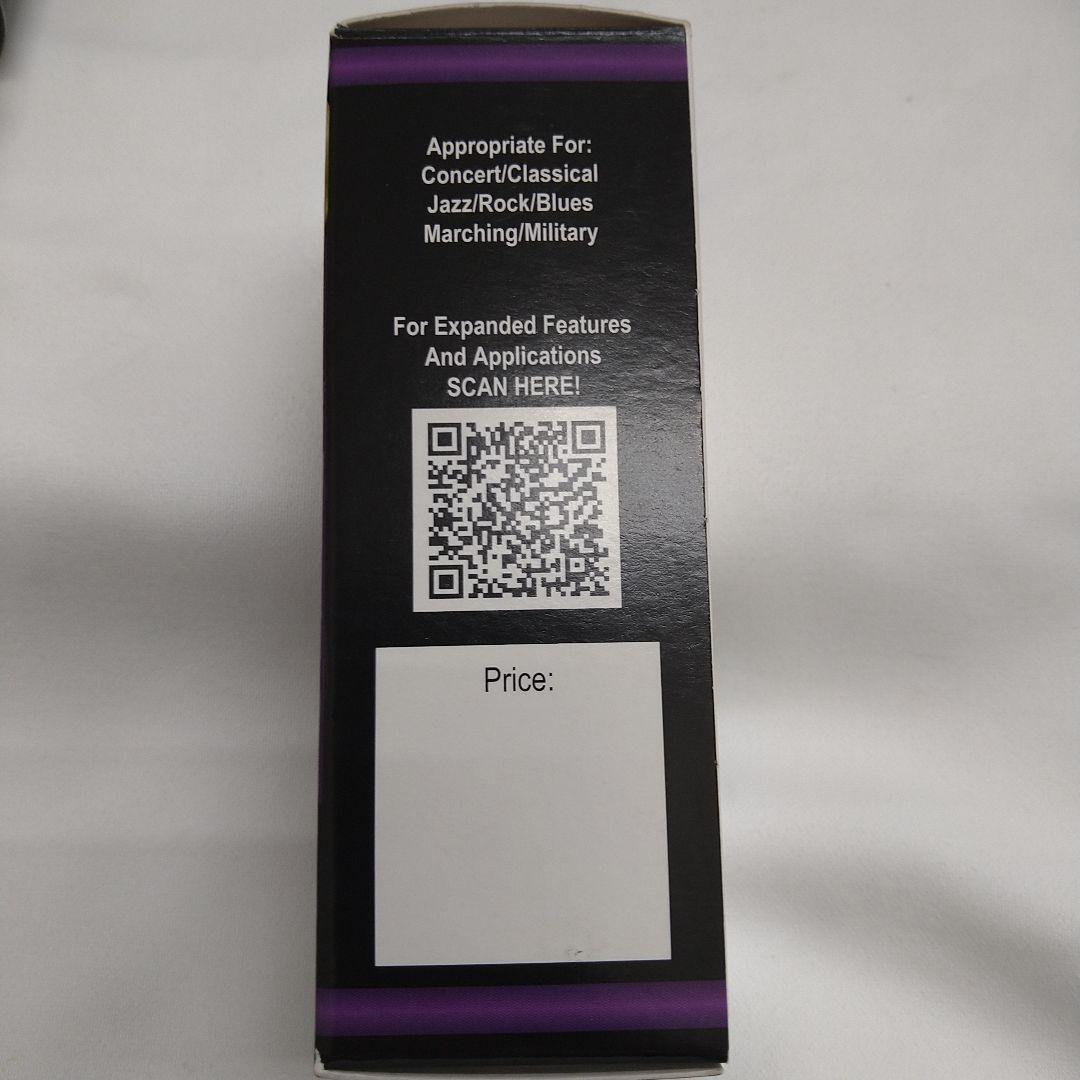 Appropriate For:
Concert/Classical
Jazz/Rock/Blues
Marching/Military
For Expanded Features
And Applications
SCAN HERE!
Price: